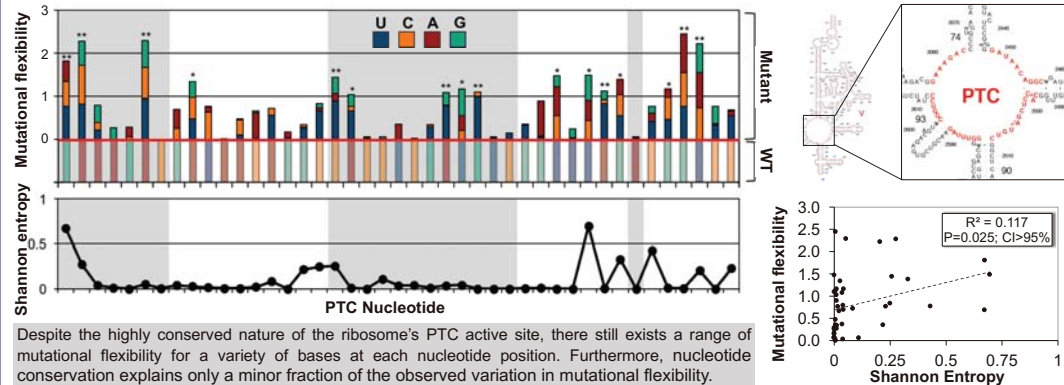 3
2
1
0
Mutational flexibility
U C A G
** ** ** * ** * ** * ** * ** * * ** * * ** **
Mutant
WT
1
0.5
0
Shannon entropy
PTC Nucleotide
Despite the highly conserved nature of the ribosome's PTC active site, there still exists a range of
mutational flexibility for a variety of bases at each nucleotide position. Furthermore, nucleotide
conservation explains only a minor fraction of the observed variation in mutational flexibility.
V
74
93
90
PTC
3.0
2.5
2.0
1.5
1.0
0.5
0.0
Mutational flexibility
R² = 0.117
P=0.025; CI>95%
0 0.25 0.5 0.75 1
Shannon Entropy